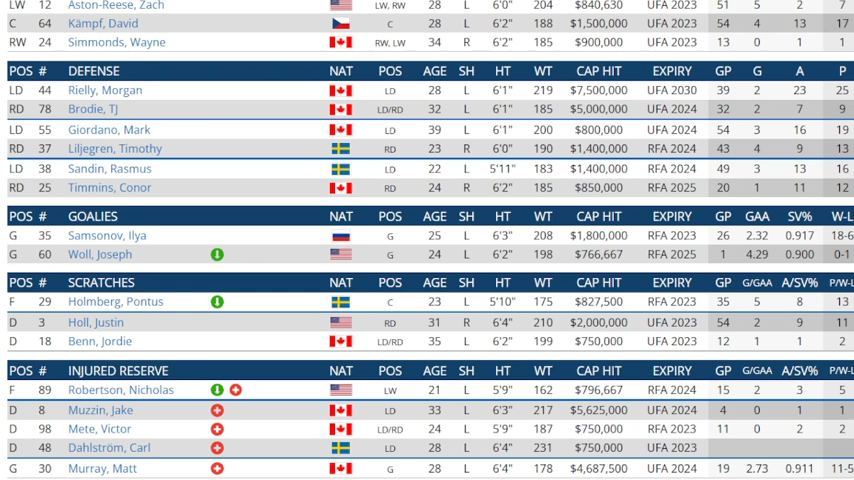 LW 12 Aston-Reese, Zach LW, RW 28 L 6'0" 204 $840,630 UFA 2023 51 5 2 7
C 64 Kämpf, David C 28 L 6'2" 188 $1,500,000 UFA 2023 54 4 13 17
RW 24 Simmonds, Wayne RW, LW 34 R 6'2" 185 $900,000 UFA 2023 13 0 1 1
POS # DEFENSE NAT POS AGE SH HT WT CAP HIT EXPIRY GP G A P
LD 44 Rielly, Morgan LD 28 L 6'1" 219 $7,500,000 UFA 2030 39 2 23 25
RD 78 Brodie, TJ LD/RD 32 L 6'1" 185 $5,000,000 UFA 2024 32 2 7 9
LD 55 Giordano, Mark LD 39 L 6'1" 200 $800,000 UFA 2024 54 3 16 19
RD 37 Liljegren, Timothy RD 23 R 6'0" 190 $1,400,000 RFA 2024 43 4 9 13
LD 38 Sandin, Rasmus LD 22 L 5'11" 183 $1,400,000 RFA 2024 49 3 13 16
RD 25 Timmins, Conor RD 24 R 6'2" 185 $850,000 RFA 2025 20 1 11 12
POS # GOALIES NAT POS AGE SH HT WT CAP HIT EXPIRY GP GAA SV% W-L
G 35 Samsonov, Ilya G 25 L 6'3" 208 $1,800,000 RFA 2023 26 2.32 0.917 18-6
G 60 Woll, Joseph G 24 L 6'2" 198 $766,667 RFA 2025 1 4.29 0.900 0-1
POS # SCRATCHES NAT POS AGE SH HT WT CAP HIT EXPIRY GP G/GAA A/SV% P/W-L
F 29 Holmberg, Pontus C 23 L 5'10" 175 $827,500 RFA 2023 35 5 8 13
D 3 Holl, Justin RD 31 R 6'4" 210 $2,000,000 UFA 2023 54 2 9 11
D 18 Benn, Jordie LD/RD 35 L 6'2" 199 $750,000 UFA 2023 12 1 1 2
POS # INJURED RESERVE NAT POS AGE SH HT WT CAP HIT EXPIRY GP G/GAA A/SV% P/W-L
F 89 Robertson, Nicholas LW 21 L 5'9" 162 $796,667 RFA 2024 15 2 3 5
D 8 Muzzin, Jake LD 33 L 6'3" 217 $5,625,000 UFA 2024 4 0 1 1
D 98 Mete, Victor LD/RD 24 L 5'9" 187 $750,000 RFA 2023 11 0 2 2
D 48 Dahlström, Carl LD 28 L 6'4" 231 $750,000 UFA 2023
G 30 Murray, Matt G 28 L 6'4" 178 $4,687,500 UFA 2024 19 2.73 0.911 11-5